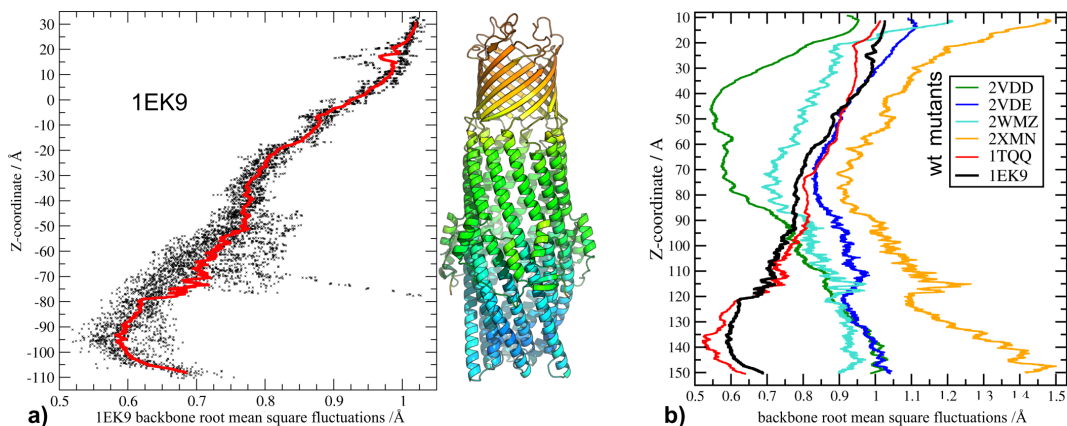 1EK9
30
20
10
0
-10
-20
-30
-40
-50
-60
-70
-80
-90
-100
-110
Z-coordinate / Å
0.5 0.6 0.7 0.8 0.9 1
1EK9 backbone root mean square fluctuations /Å
a)
10
20
30
40
50
60
70
80
90
100
110
120
130
140
150
Z-coordinate / Å
wt mutants
2VDD
2VDE
2WMZ
2XMN
1TQQ
1EK9
0.5 0.6 0.7 0.8 0.9 1 1.1 1.2 1.3 1.4 1.5
backbone root mean square fluctuations /Å
b)